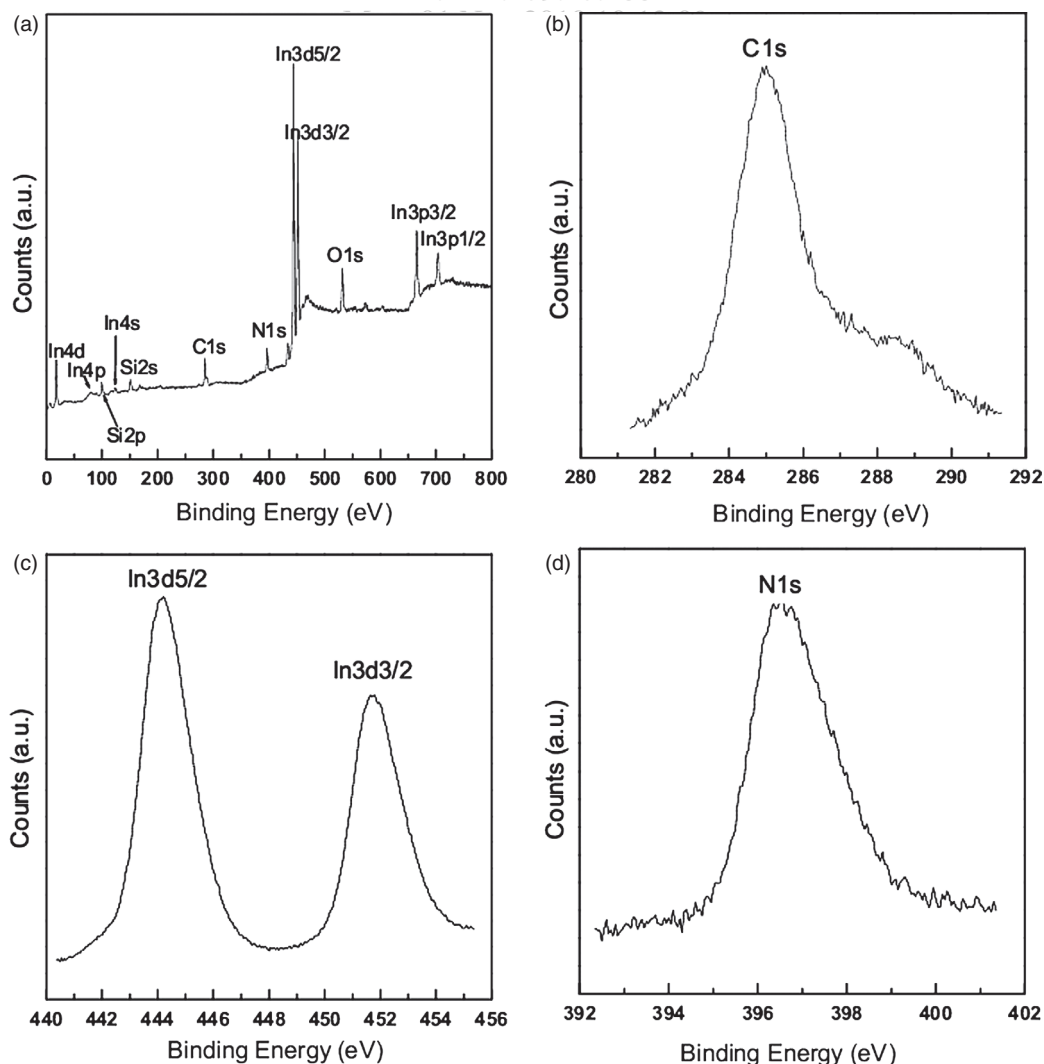 (a)
Counts (a.u.)
In3d5/2
In3d3/2
In3p3/2
In3p1/2
O1s
N1s
C1s
In4s
In4d
In4p
Si2s
Si2p
0 100 200 300 400 500 600 700 800
Binding Energy (eV)
(b)
Counts (a.u.)
C1s
280 282 284 286 288 290 292
Binding Energy (eV)
(c)
Counts (a.u.)
In3d5/2
In3d3/2
440 442 444 446 448 450 452 454 456
Binding Energy (eV)
(d)
Counts (a.u.)
N1s
392 394 396 398 400 402
Binding Energy (eV)